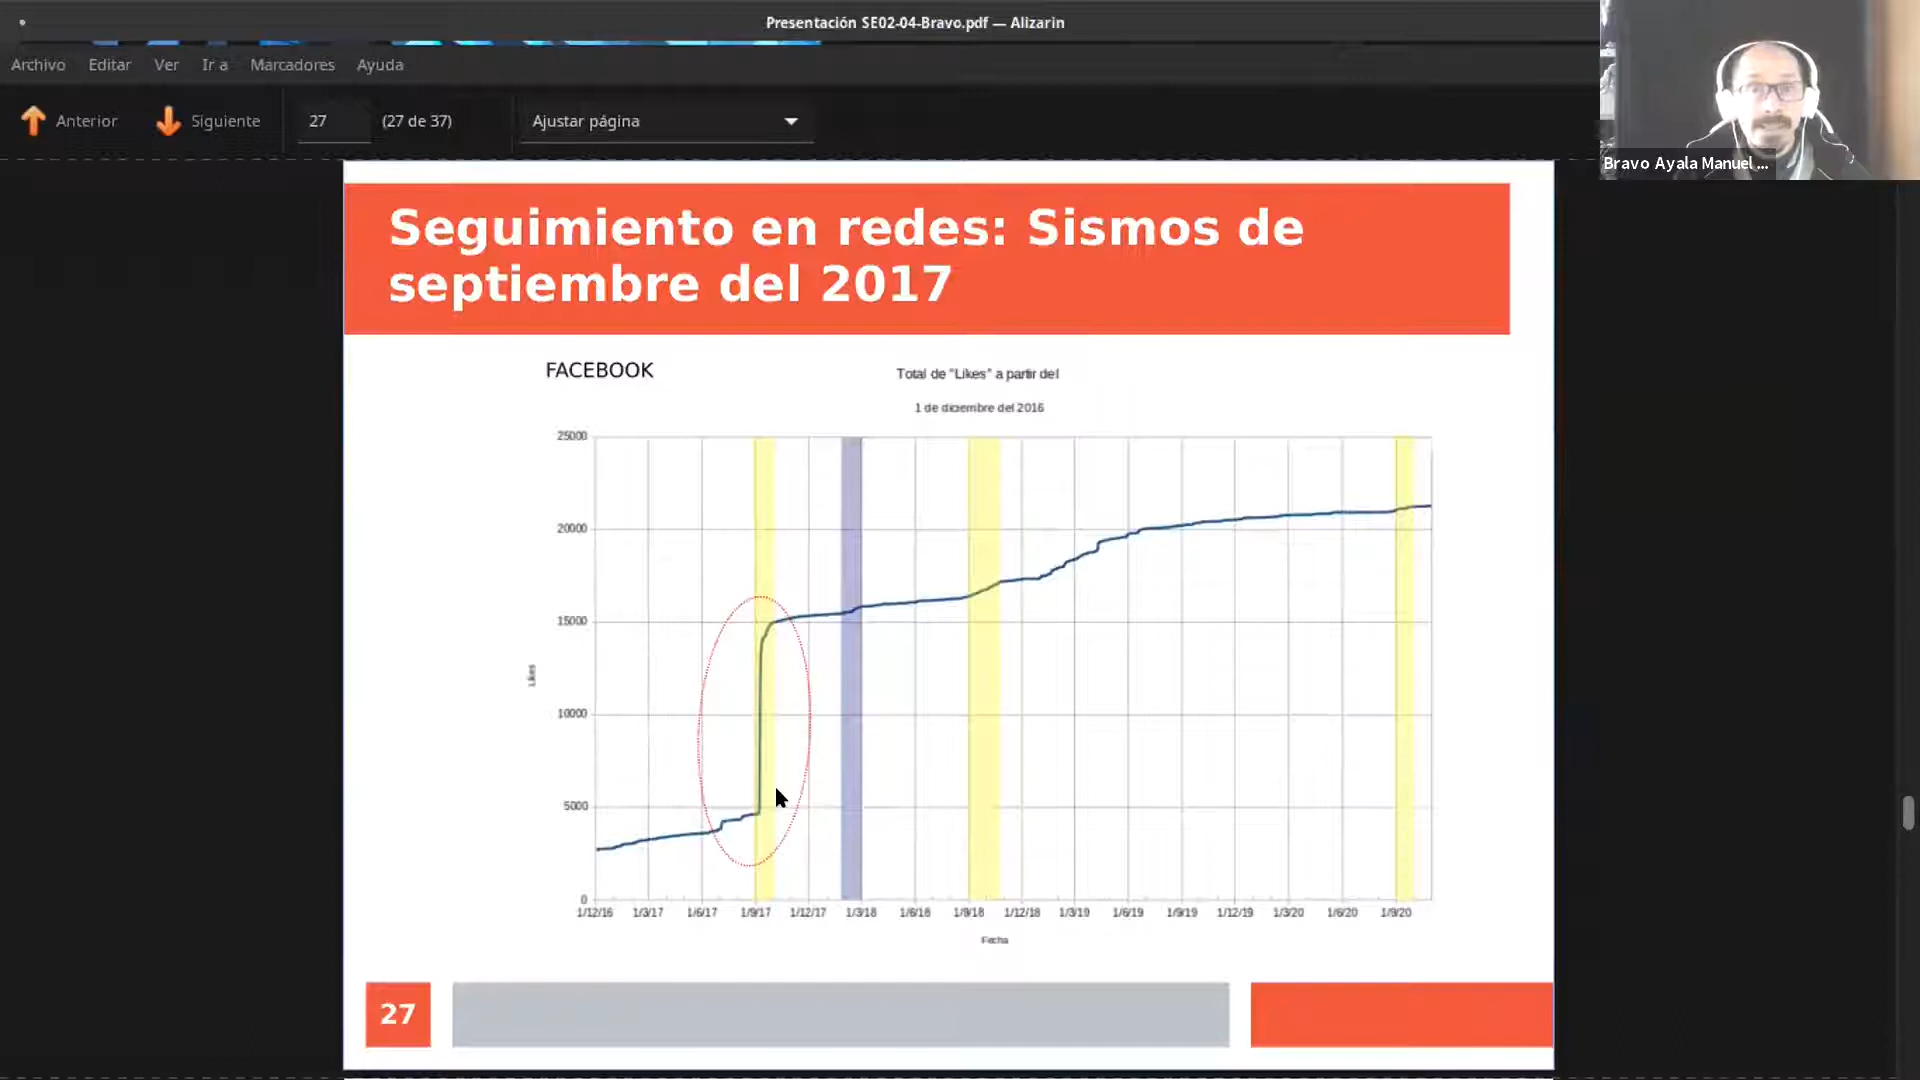 Presentación SE02-04-Bravo.pdf — Alizarin
Archivo Editar Ver Ir a Marcadores Ayuda
Anterior Siguiente 27 (27 de 37) Ajustar página
Bravo Ayala Manuel ...
Seguimiento en redes: Sismos de
septiembre del 2017
FACEBOOK
Total de "Likes" a partir del
1 de diciembre del 2016
25000
20000
15000
10000
5000
0
Likes
1/12/16 1/3/17 1/6/17 1/9/17 1/12/17 1/3/18 1/6/18 1/9/18 1/12/18 1/3/19 1/6/19 1/9/19 1/12/19 1/3/20 1/6/20 1/9/20
Fecha
27